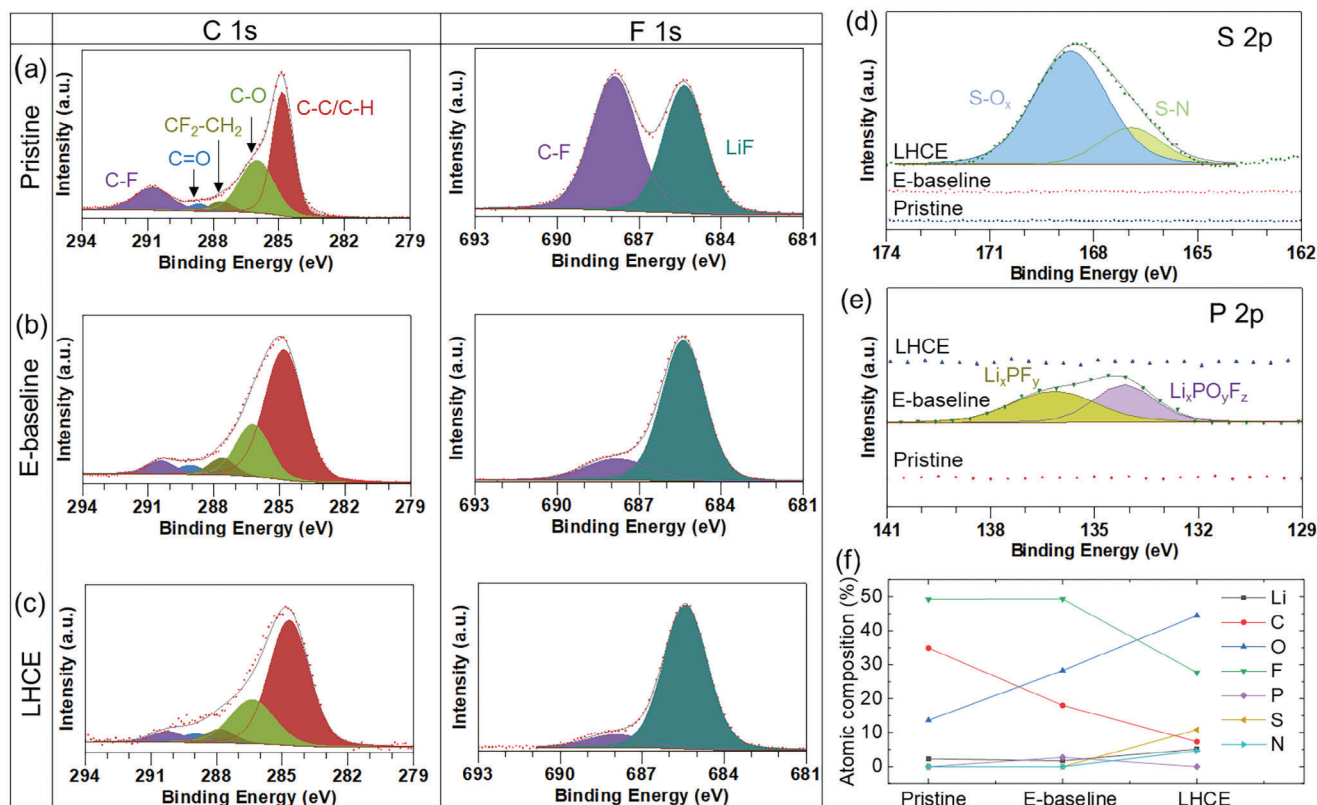 C 1s
F 1s
(a)
Pristine
Intensity (a.u.)
C-F
C=O
CF₂-CH₂
C-O
C-C/C-H
294 291 288 285 282 279
Binding Energy (eV)
Intensity (a.u.)
C-F
LiF
693 690 687 684 681
Binding Energy (eV)
(b)
E-baseline
Intensity (a.u.)
294 291 288 285 282 279
Binding Energy (eV)
Intensity (a.u.)
693 690 687 684 681
Binding Energy (eV)
(c)
LHCE
Intensity (a.u.)
294 291 288 285 282 279
Binding Energy (eV)
Intensity (a.u.)
693 690 687 684 681
Binding Energy (eV)
(d)
S 2p
Intensity (a.u.)
S-Oₓ
S-N
LHCE
E-baseline
Pristine
174 171 168 165 162
Binding Energy (eV)
(e)
P 2p
Intensity (a.u.)
LHCE
LiₓPFᵧ
E-baseline
LiₓPOᵧF_z
Pristine
141 138 135 132 129
Binding Energy (eV)
(f)
Atomic composition (%)
50
40
30
20
10
0
Li
C
O
F
P
S
N
Pristine E-baseline LHCE